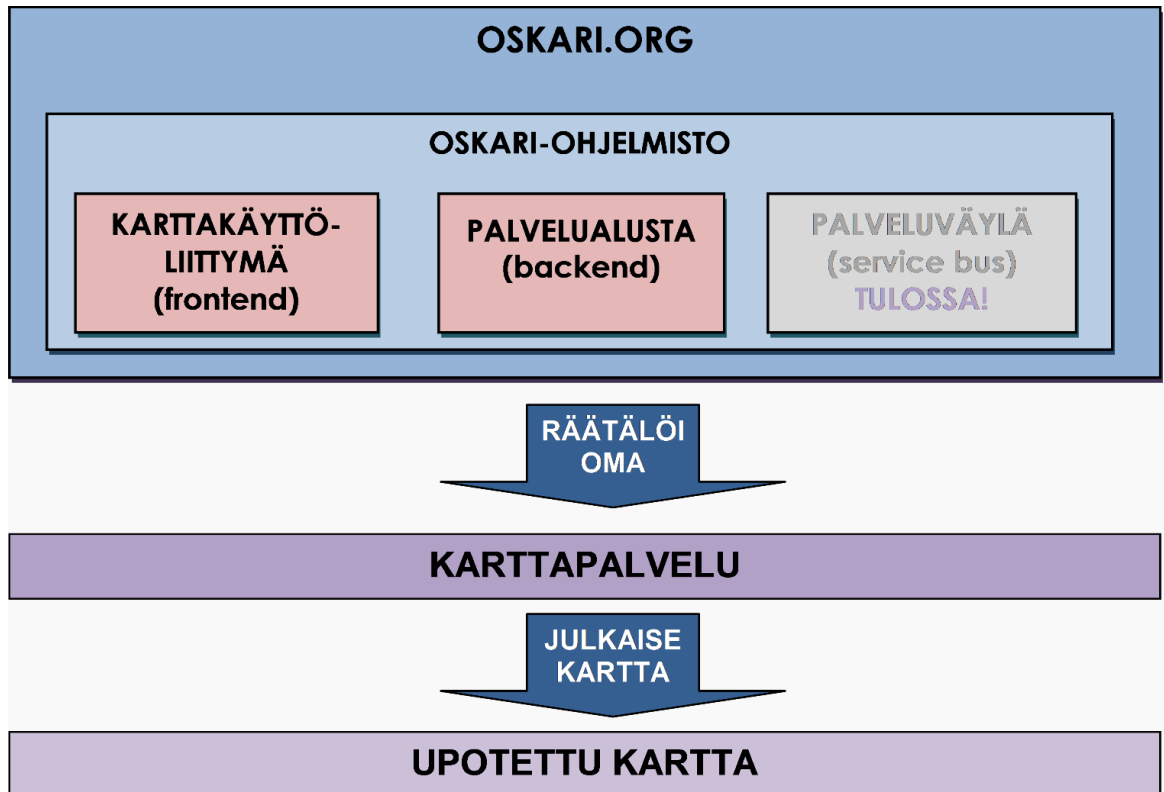 OSKARI.ORG
OSKARI-OHJELMISTO
KARTTAKÄYTTÖ-
LIITTYMÄ
(frontend)
PALVELUALUSTA
(backend)
PALVELUVÄYLÄ
(service bus)
TULOSSA!
RÄÄTÄLÖI
OMA
KARTTAPALVELU
JULKAISE
KARTTA
UPOTETTU KARTTA